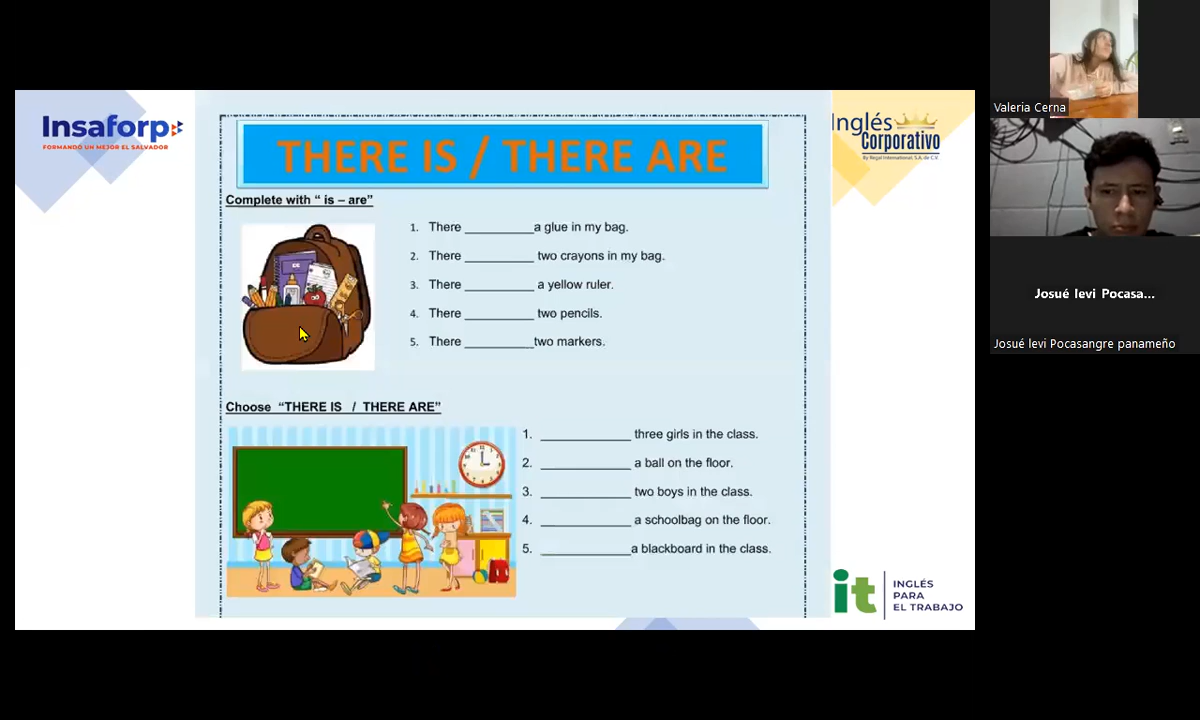 Insaforp
FORMANDO UN MEJOR EL SALVADOR
Inglés
Corporativo
By Regal International, S.A. de C.V.
THERE IS / THERE ARE
Complete with “ is – are”
1. There __________a glue in my bag.
2. There __________ two crayons in my bag.
3. There __________ a yellow ruler.
4. There __________ two pencils.
5. There __________two markers.
Choose “THERE IS / THERE ARE”
1. _____________ three girls in the class.
2. _____________ a ball on the floor.
3. _____________ two boys in the class.
4. _____________ a schoolbag on the floor.
5. _____________a blackboard in the class.
it
INGLÉS
PARA
EL TRABAJO
Valeria Cerna
Josué levi Pocasa...
Josué levi Pocasangre panameño